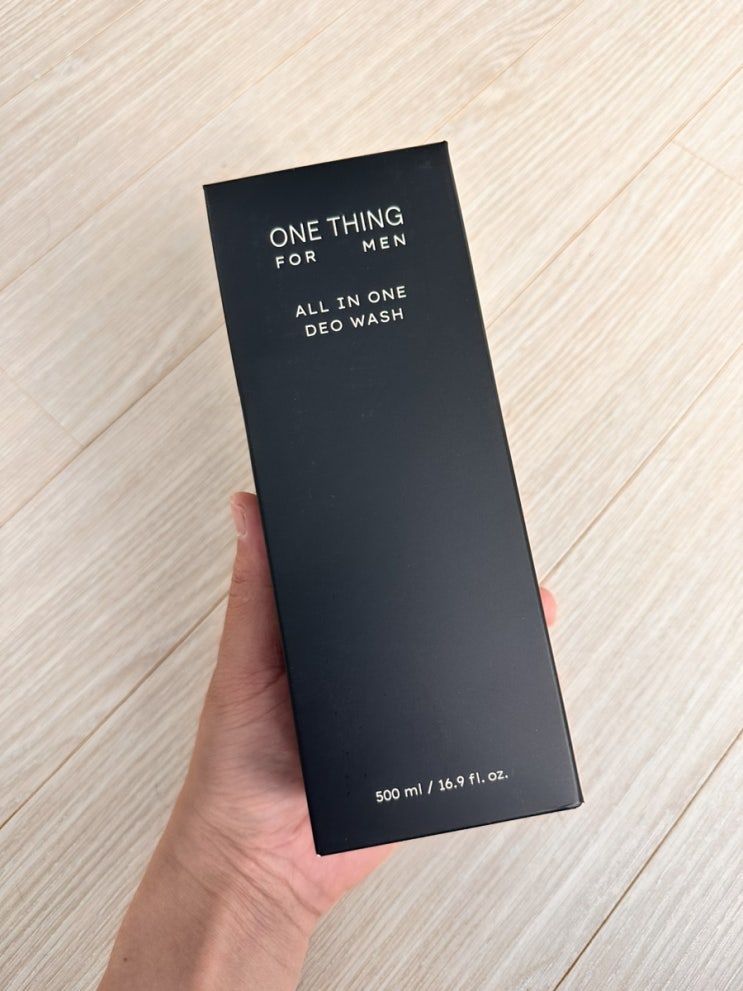 ONE THING
FOR MEN
ALL IN ONE
DEO WASH
500 ml / 16.9 fl. oz.